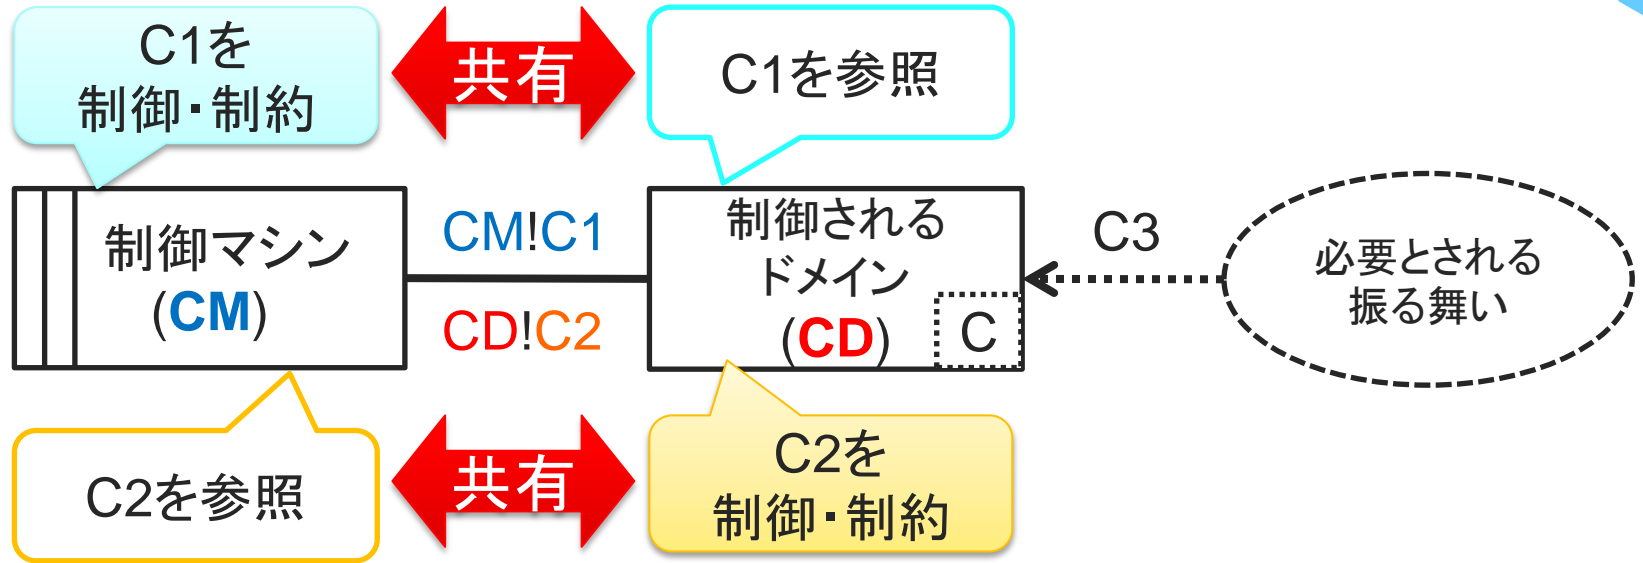 C1を
制御・制約
共有
C1を参照
制御マシン
(CM)
CM!C1
CD!C2
制御される
ドメイン
(CD)
C
C3
必要とされる
振る舞い
C2を参照
共有
C2を
制御・制約